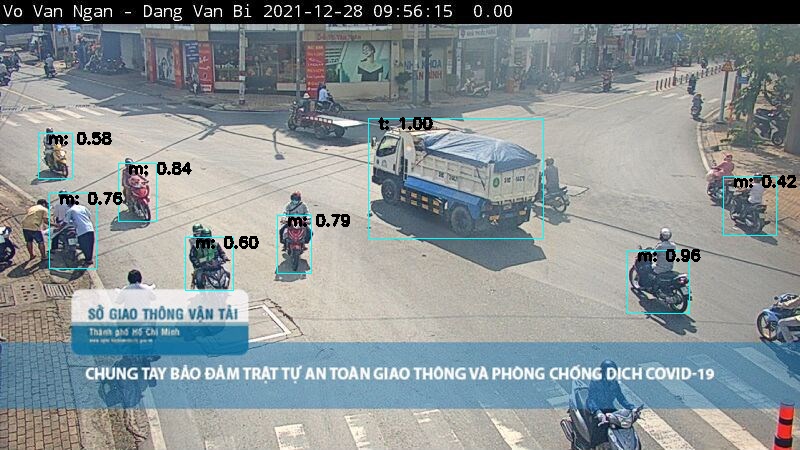 Vo Van Ngan - Dang Van Bi 2021-12-28 09:56:15 0.00
t: 1.00
m: 0.58
m: 0.84
m: 0.76
m: 0.42
m: 0.79
m: 0.60
m: 0.96
SỞ GIAO THÔNG VẬN TẢI
Thành phố Hồ Chí Minh
CHUNG TAY BẢO ĐẢM TRẬT TỰ AN TOÀN GIAO THÔNG VÀ PHÒNG CHỐNG DỊCH COVID-19